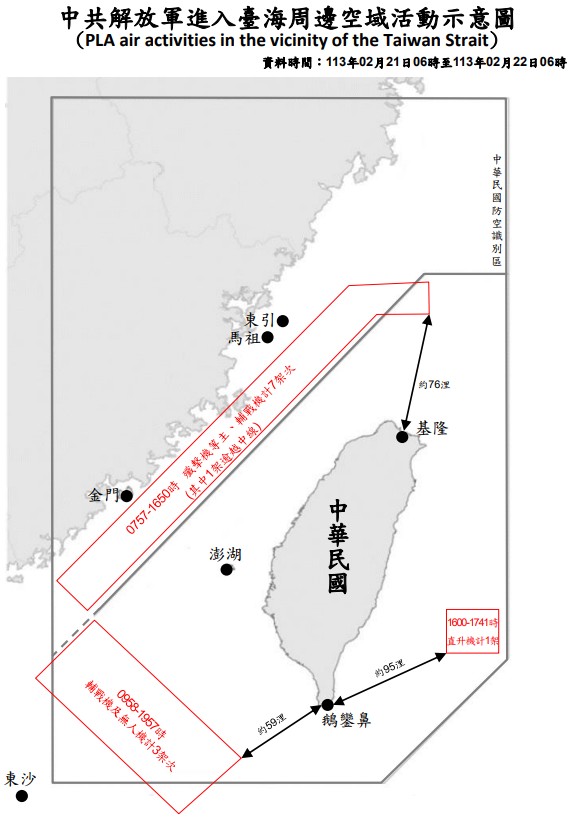 中共解放軍進入臺海周邊空域活動示意圖
（PLA air activities in the vicinity of the Taiwan Strait）
資料時間：113年02月21日06時至113年02月22日06時
中華民國防空識別區
東引
馬祖
約76浬
基隆
0757-1650時 殲擊機等主、輔戰機計7架次
(其中1架逾越中線)
金門
中華民國
澎湖
1600-1741時
直升機計1架
約95浬
0958-1957時
輔戰機及無人機計3架次
約59浬
鵝鑾鼻
東沙